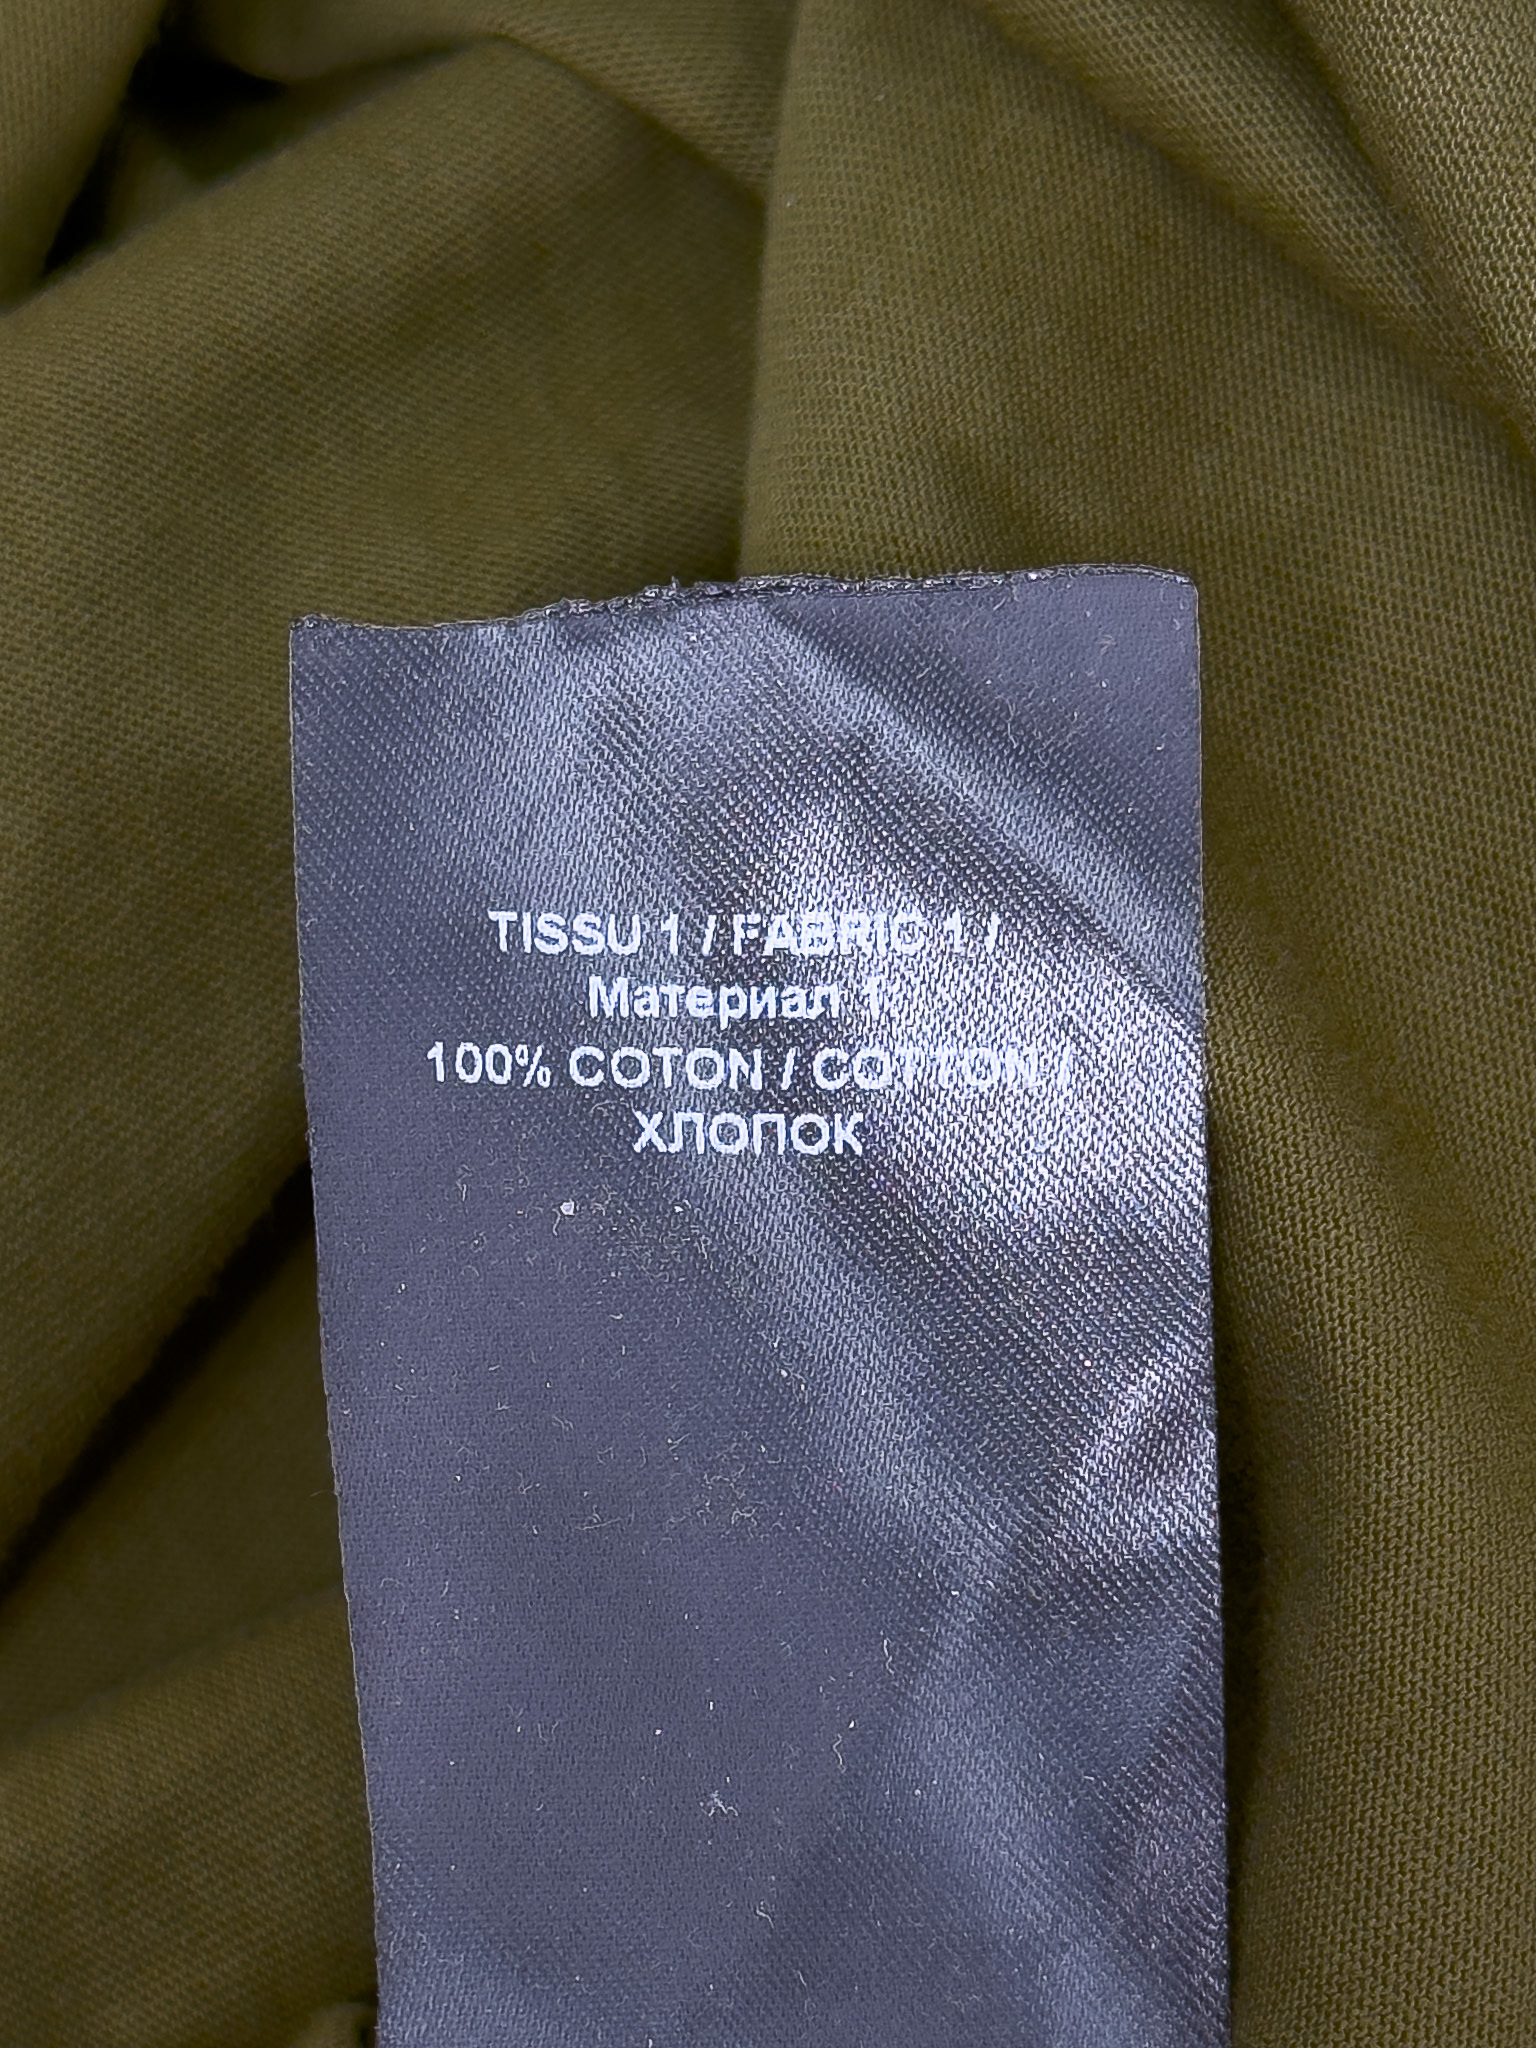 TISSU 1 / FABRIC 1 /
Материал 1
100% COTON / COTTON /
ХЛОПОК